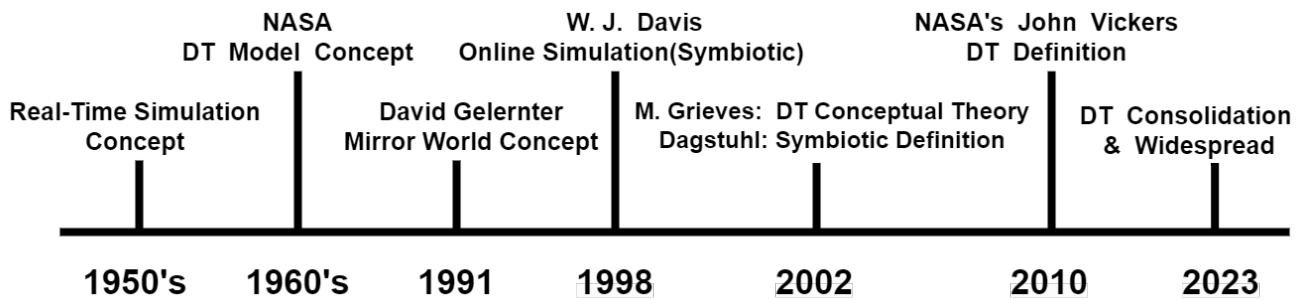 NASA
DT Model Concept
W. J. Davis
Online Simulation(Symbiotic)
NASA's John Vickers
DT Definition
Real-Time Simulation
Concept
David Gelernter
Mirror World Concept
M. Grieves: DT Conceptual Theory
Dagstuhl: Symbiotic Definition
DT Consolidation
& Widespread
1950's
1960's
1991
1998
2002
2010
2023